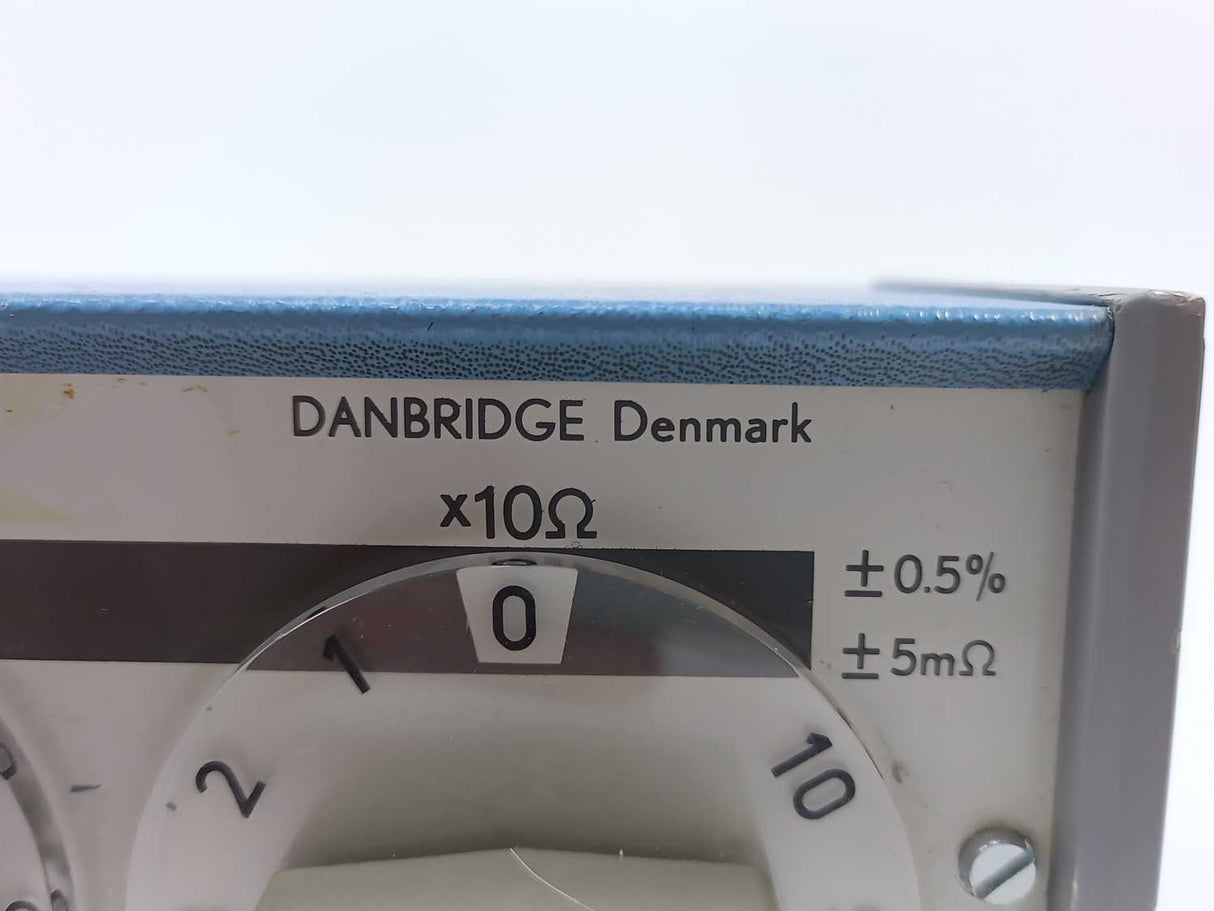 DANBRIDGE Denmark
x10Ω
±0.5%
±5mΩ
0
1
2
10